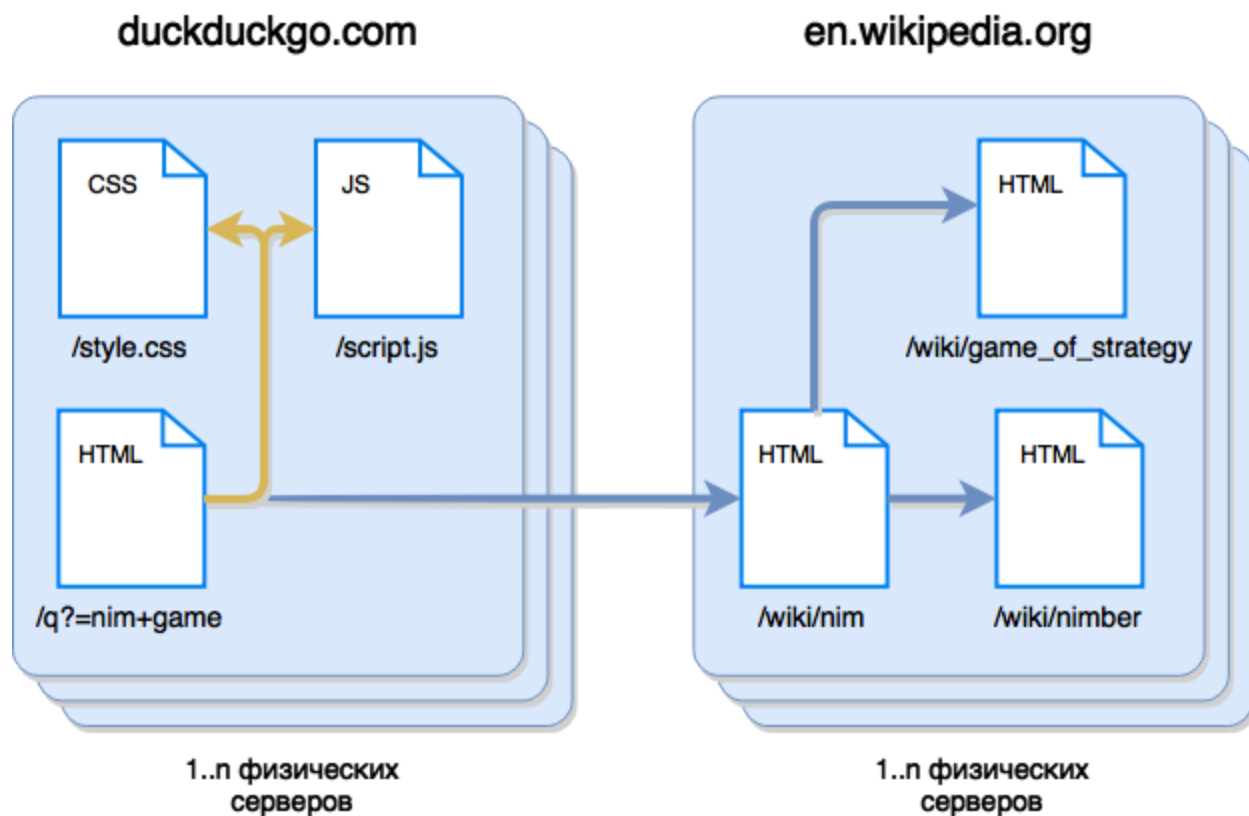 duckduckgo.com
CSS
JS
/style.css
/script.js
HTML
/q?=nim+game
1..n физических
серверов
en.wikipedia.org
HTML
/wiki/game_of_strategy
HTML
HTML
/wiki/nim
/wiki/nimber
1..n физических
серверов